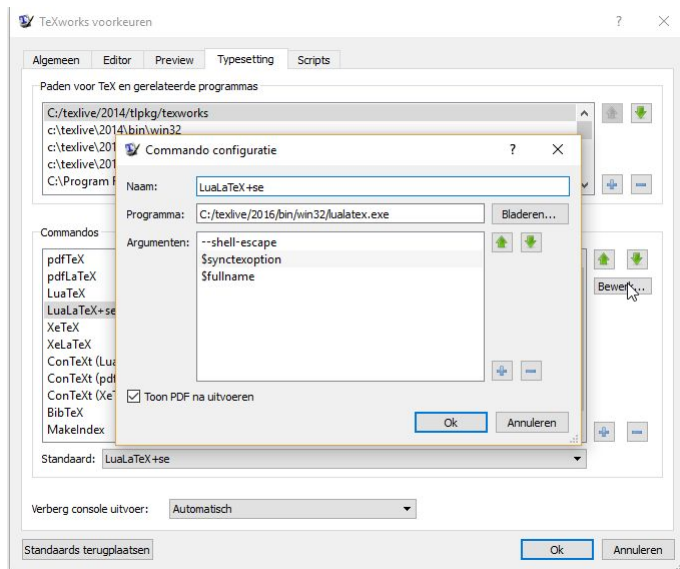 TeXworks voorkeuren
Algemeen Editor Preview Typesetting Scripts
Paden voor TeX en gerelateerde programmas
C:/texlive/2014/tlpkg/texworks
c:\texlive\2014\bin\win32
c:\texlive\201
c:\texlive\201
C:\Program F
Commando configuratie
Naam: LuaLaTeX+se
Programma: C:/texlive/2016/bin/win32/lualatex.exe Bladeren...
Argumenten: --shell-escape
$synctexoption
$fullname
Toon PDF na uitvoeren
Ok Annuleren
Commandos
pdfTeX
pdfLaTeX
LuaTeX
LuaLaTeX+se
XeTeX
XeLaTeX
ConTeXt (Lua
ConTeXt (pdf
ConTeXt (Xe
BibTeX
MakeIndex
Standaard: LuaLaTeX+se
Verberg console uitvoer: Automatisch
Standaards terugplaatsen Ok Annuleren